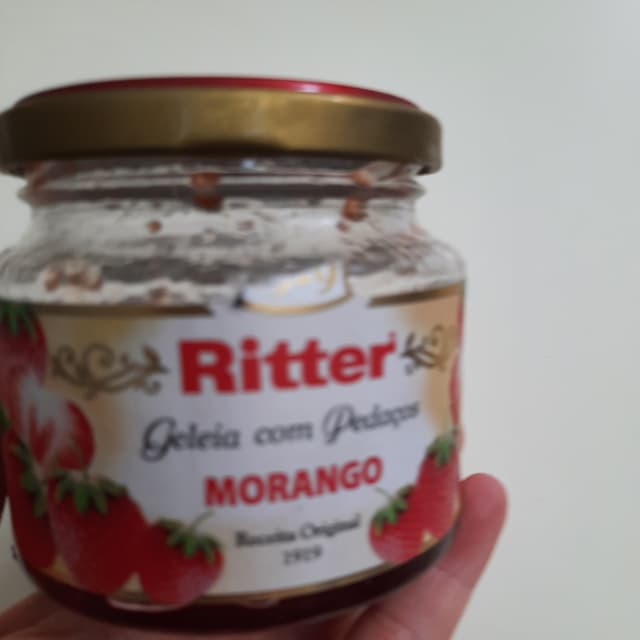 Ritter
Geleia com Pedaços
MORANGO
Receita Original
1919